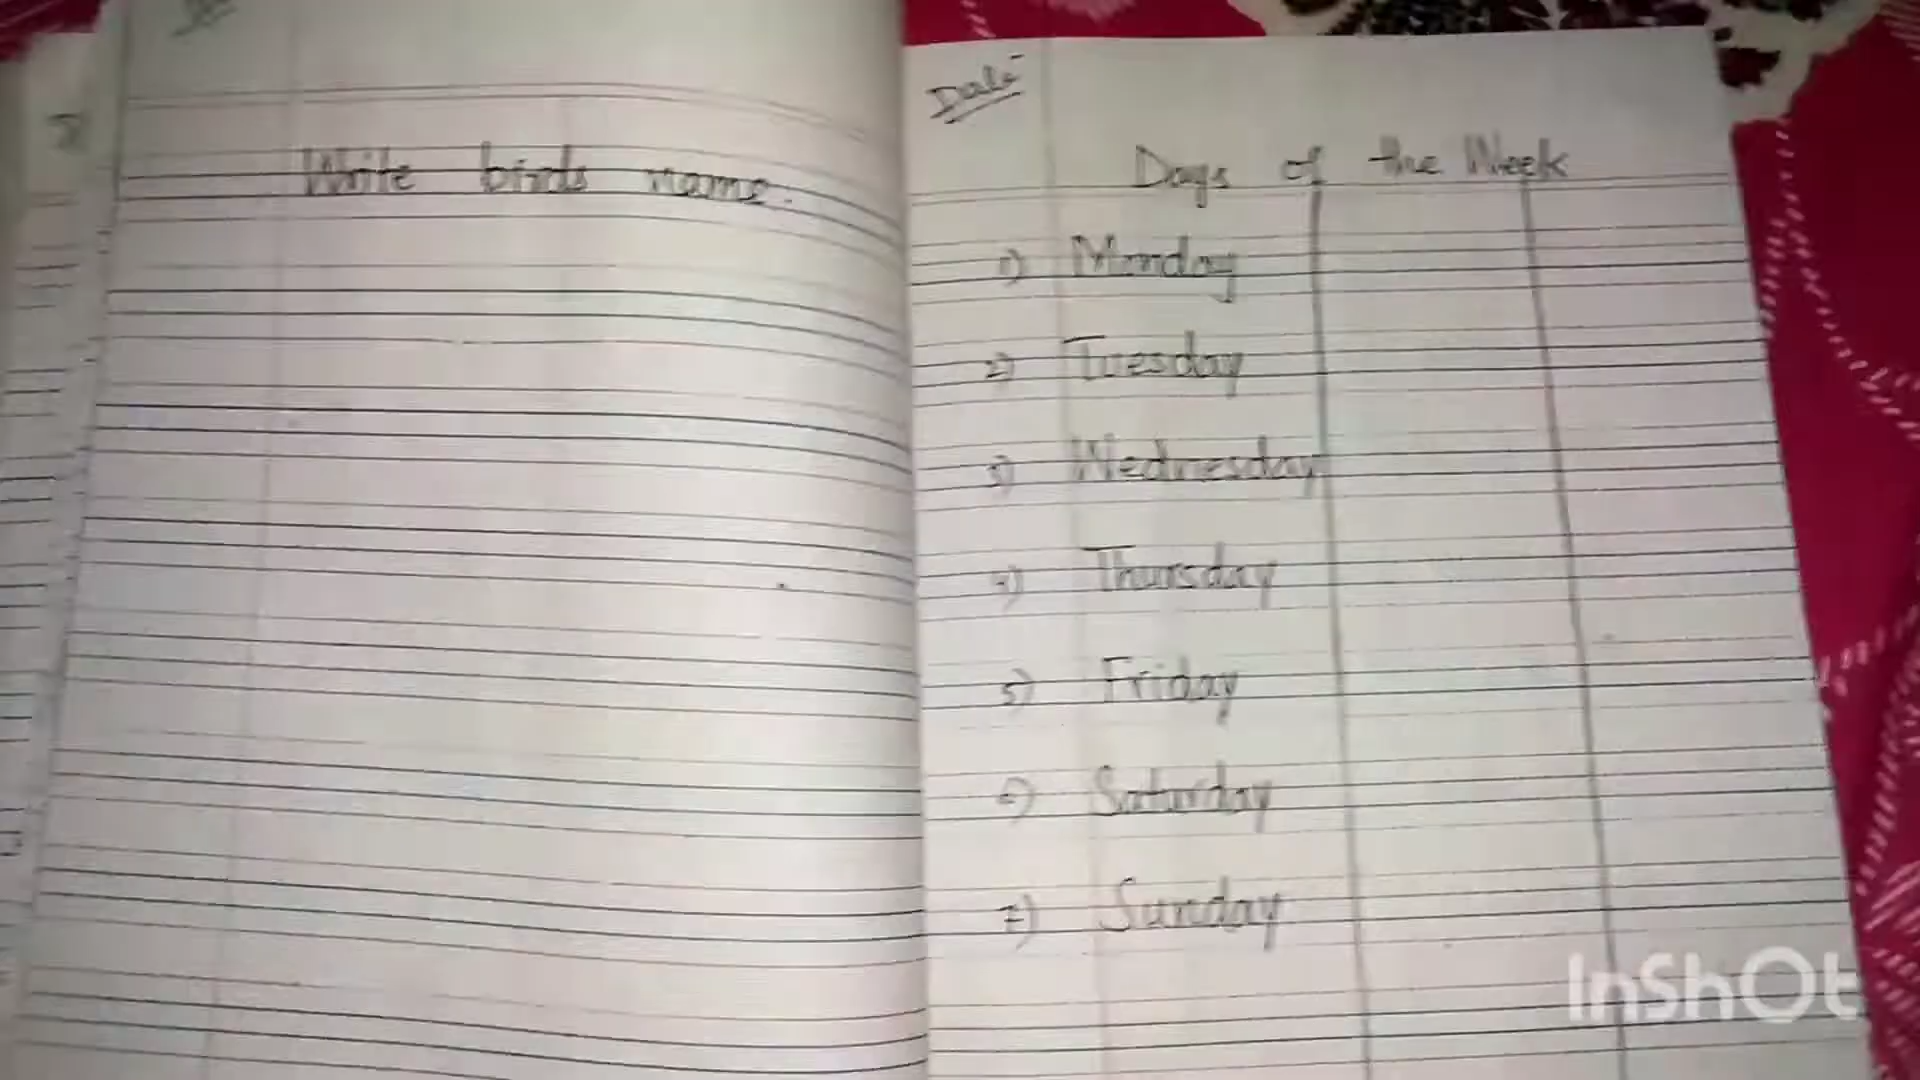 Write birds name.
Date
Days of the Week
1) Monday
2) Tuesday
3) Wednesday
4) Thursday
5) Friday
6) Saturday
7) Sunday
InShOt